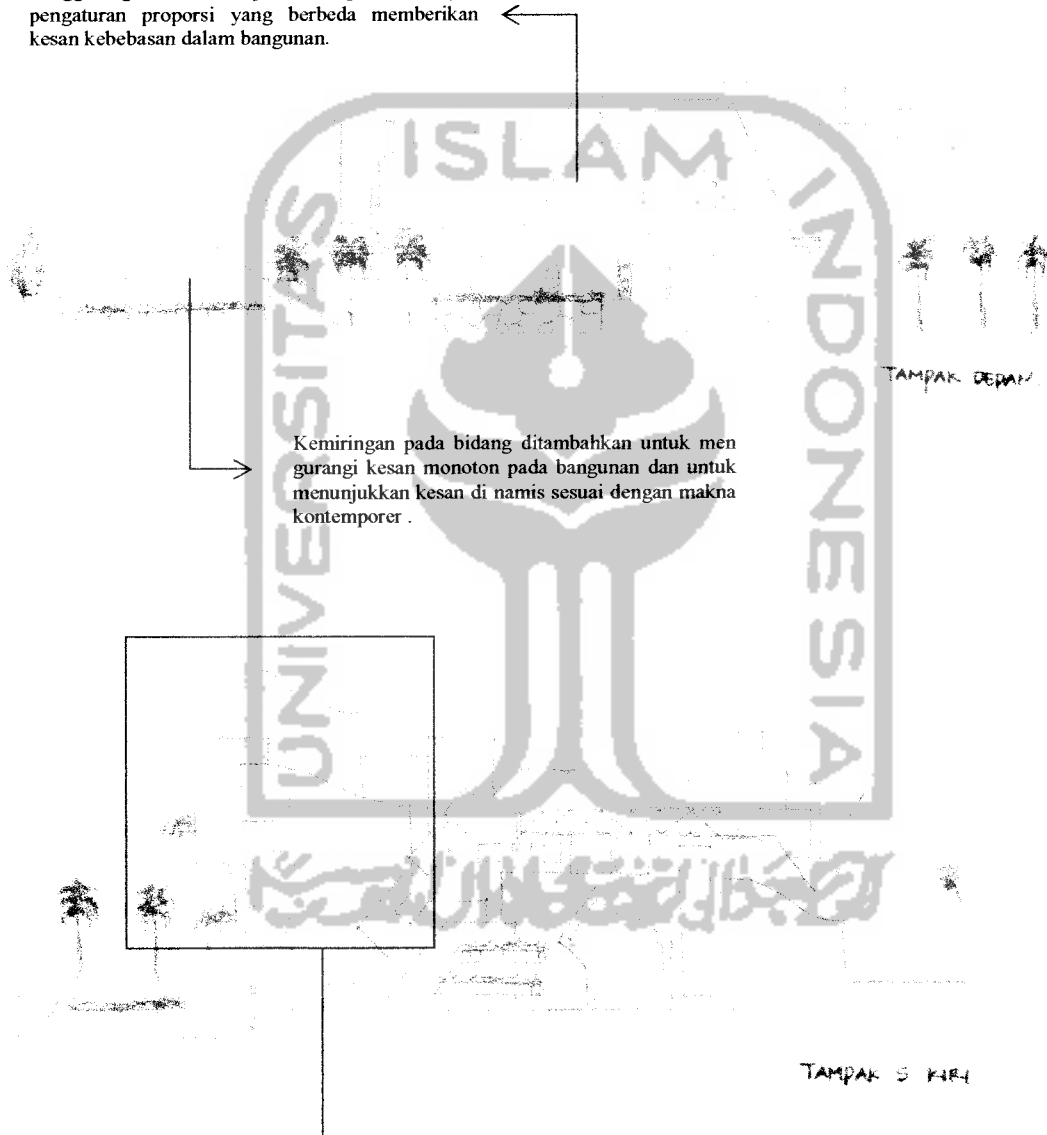 pengaturan proporsi yang berbeda memberikan
kesan kebebasan dalam bangunan.
ISLAM
UNIVERSITAS
INDONESIA
TAMPAK DEPAN
Kemiringan pada bidang ditambahkan untuk men
gurangi kesan monoton pada bangunan dan untuk
menunjukkan kesan di namis sesuai dengan makna
kontemporer .
TAMPAK S KIRI